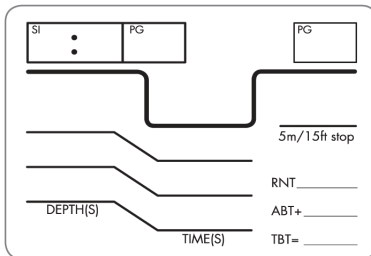 SI
:
PG
PG
5m/15ft stop
RNT
DEPTH(S)
ABT+
TIME(S)
TBT=